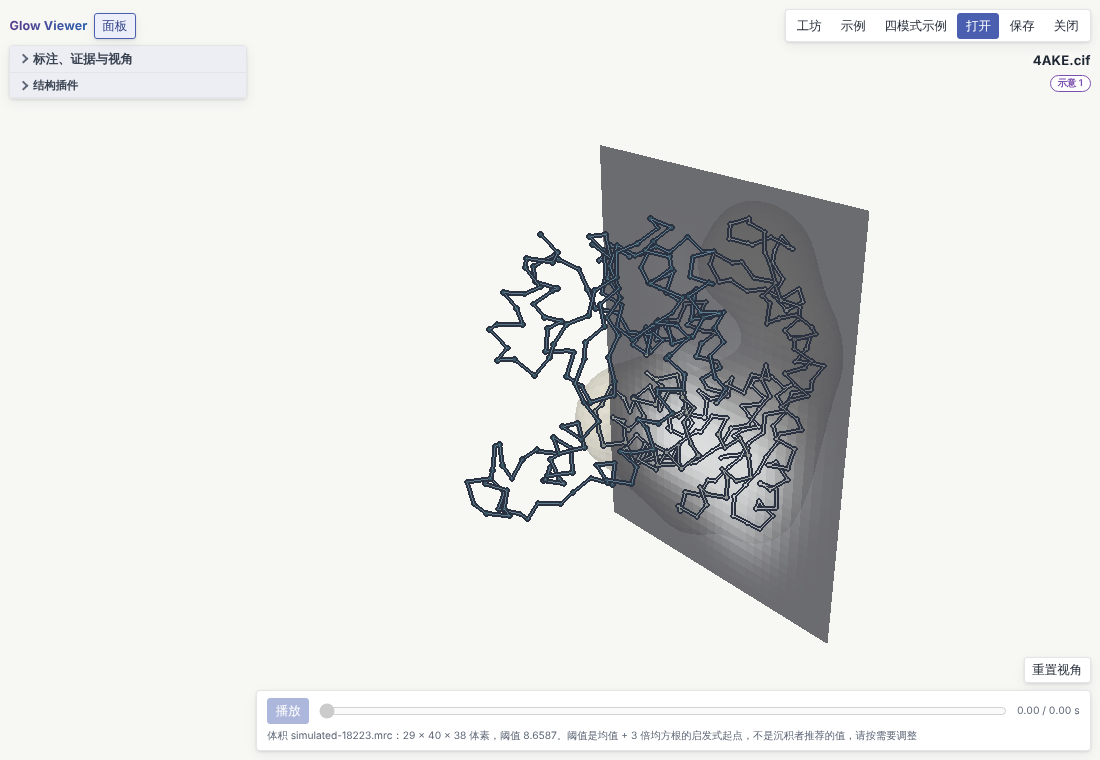 Glow Viewer 面板
工坊 示例 四模式示例 打开 保存 关闭
标注、证据与视角
结构插件
4AKE.cif
示意 1
重置视角
播放 0.00 / 0.00 s
体积 simulated-18223.mrc：29 × 40 × 38 体素，阈值 8.6587。阈值是均值 + 3 倍均方根的启发式起点，不是沉积者推荐的值，请按需要调整